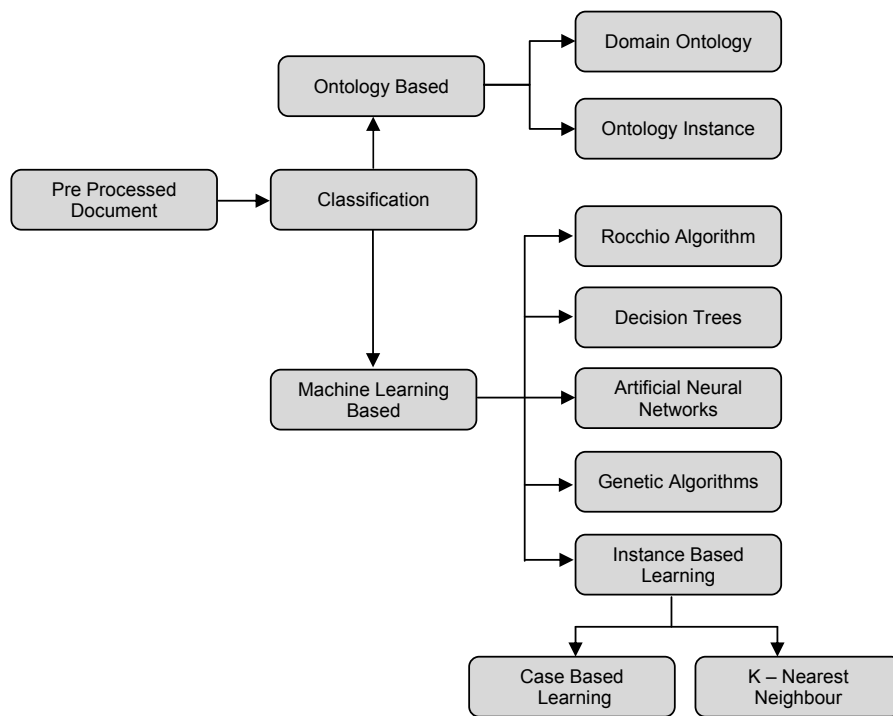 Domain Ontology
Ontology Based
Ontology Instance
Pre Processed
Document
Classification
Rocchio Algorithm
Decision Trees
Machine Learning
Based
Artificial Neural
Networks
Genetic Algorithms
Instance Based
Learning
Case Based
Learning
K – Nearest
Neighbour